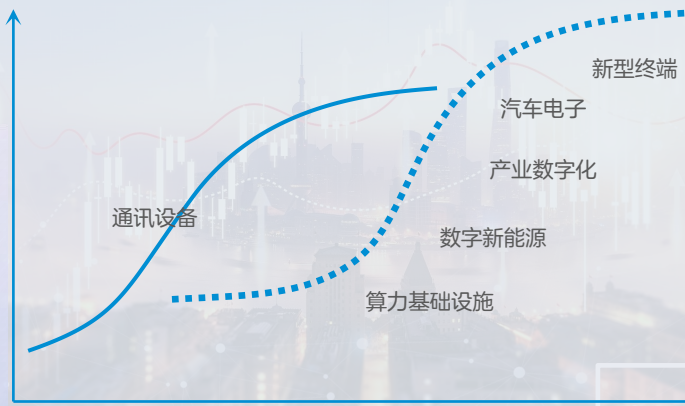 新型终端
汽车电子
产业数字化
通讯设备
数字新能源
算力基础设施